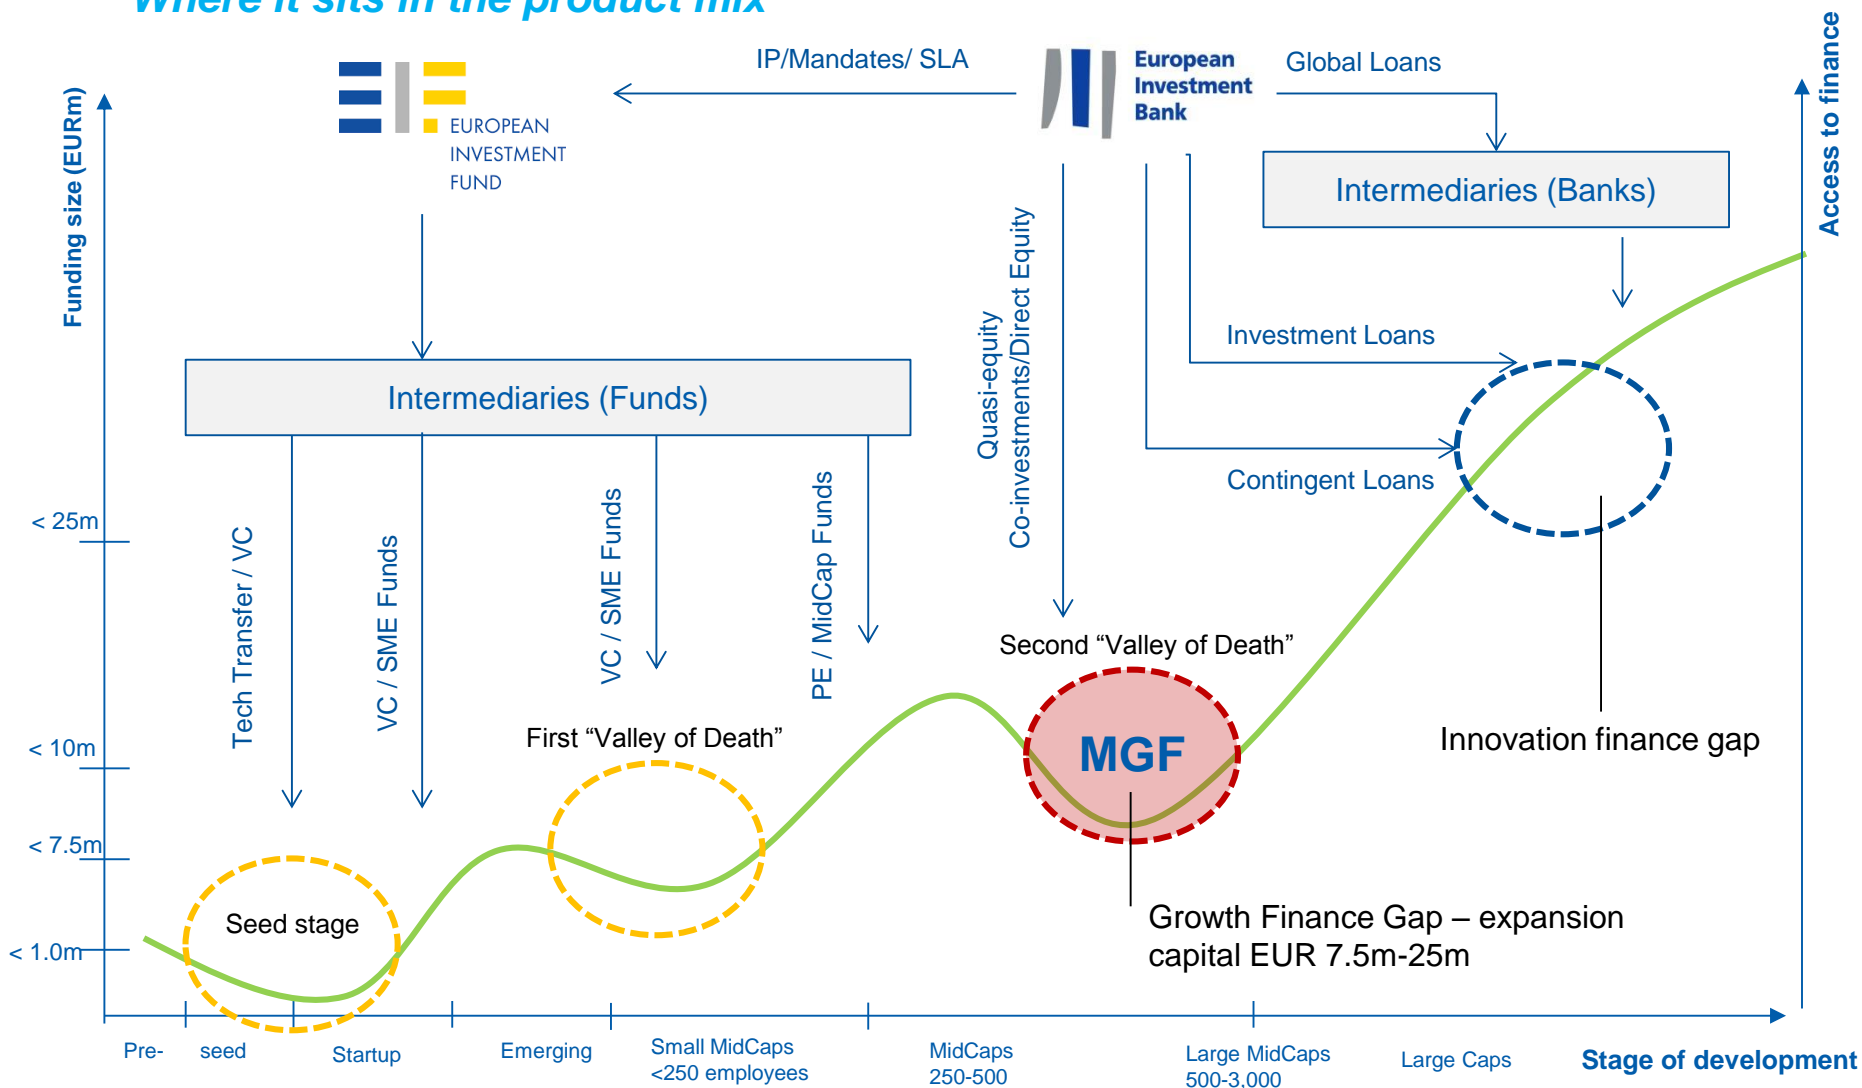 Where it sits in the product mix
IP/Mandates/ SLA
European
Investment
Bank
Global Loans
EUROPEAN
INVESTMENT
FUND
Funding size (EURm)
Access to finance
Intermediaries (Banks)
Quasi-equity
Co-investments/Direct Equity
Investment Loans
Intermediaries (Funds)
Contingent Loans
< 25m
Tech Transfer / VC
VC / SME Funds
VC / SME Funds
PE / MidCap Funds
Second “Valley of Death”
First “Valley of Death”
MGF
Innovation finance gap
< 10m
< 7.5m
Seed stage
Growth Finance Gap – expansion
capital EUR 7.5m-25m
< 1.0m
Pre- seed
Startup
Emerging
Small MidCaps
<250 employees
MidCaps
250-500
Large MidCaps
500-3,000
Large Caps
Stage of development